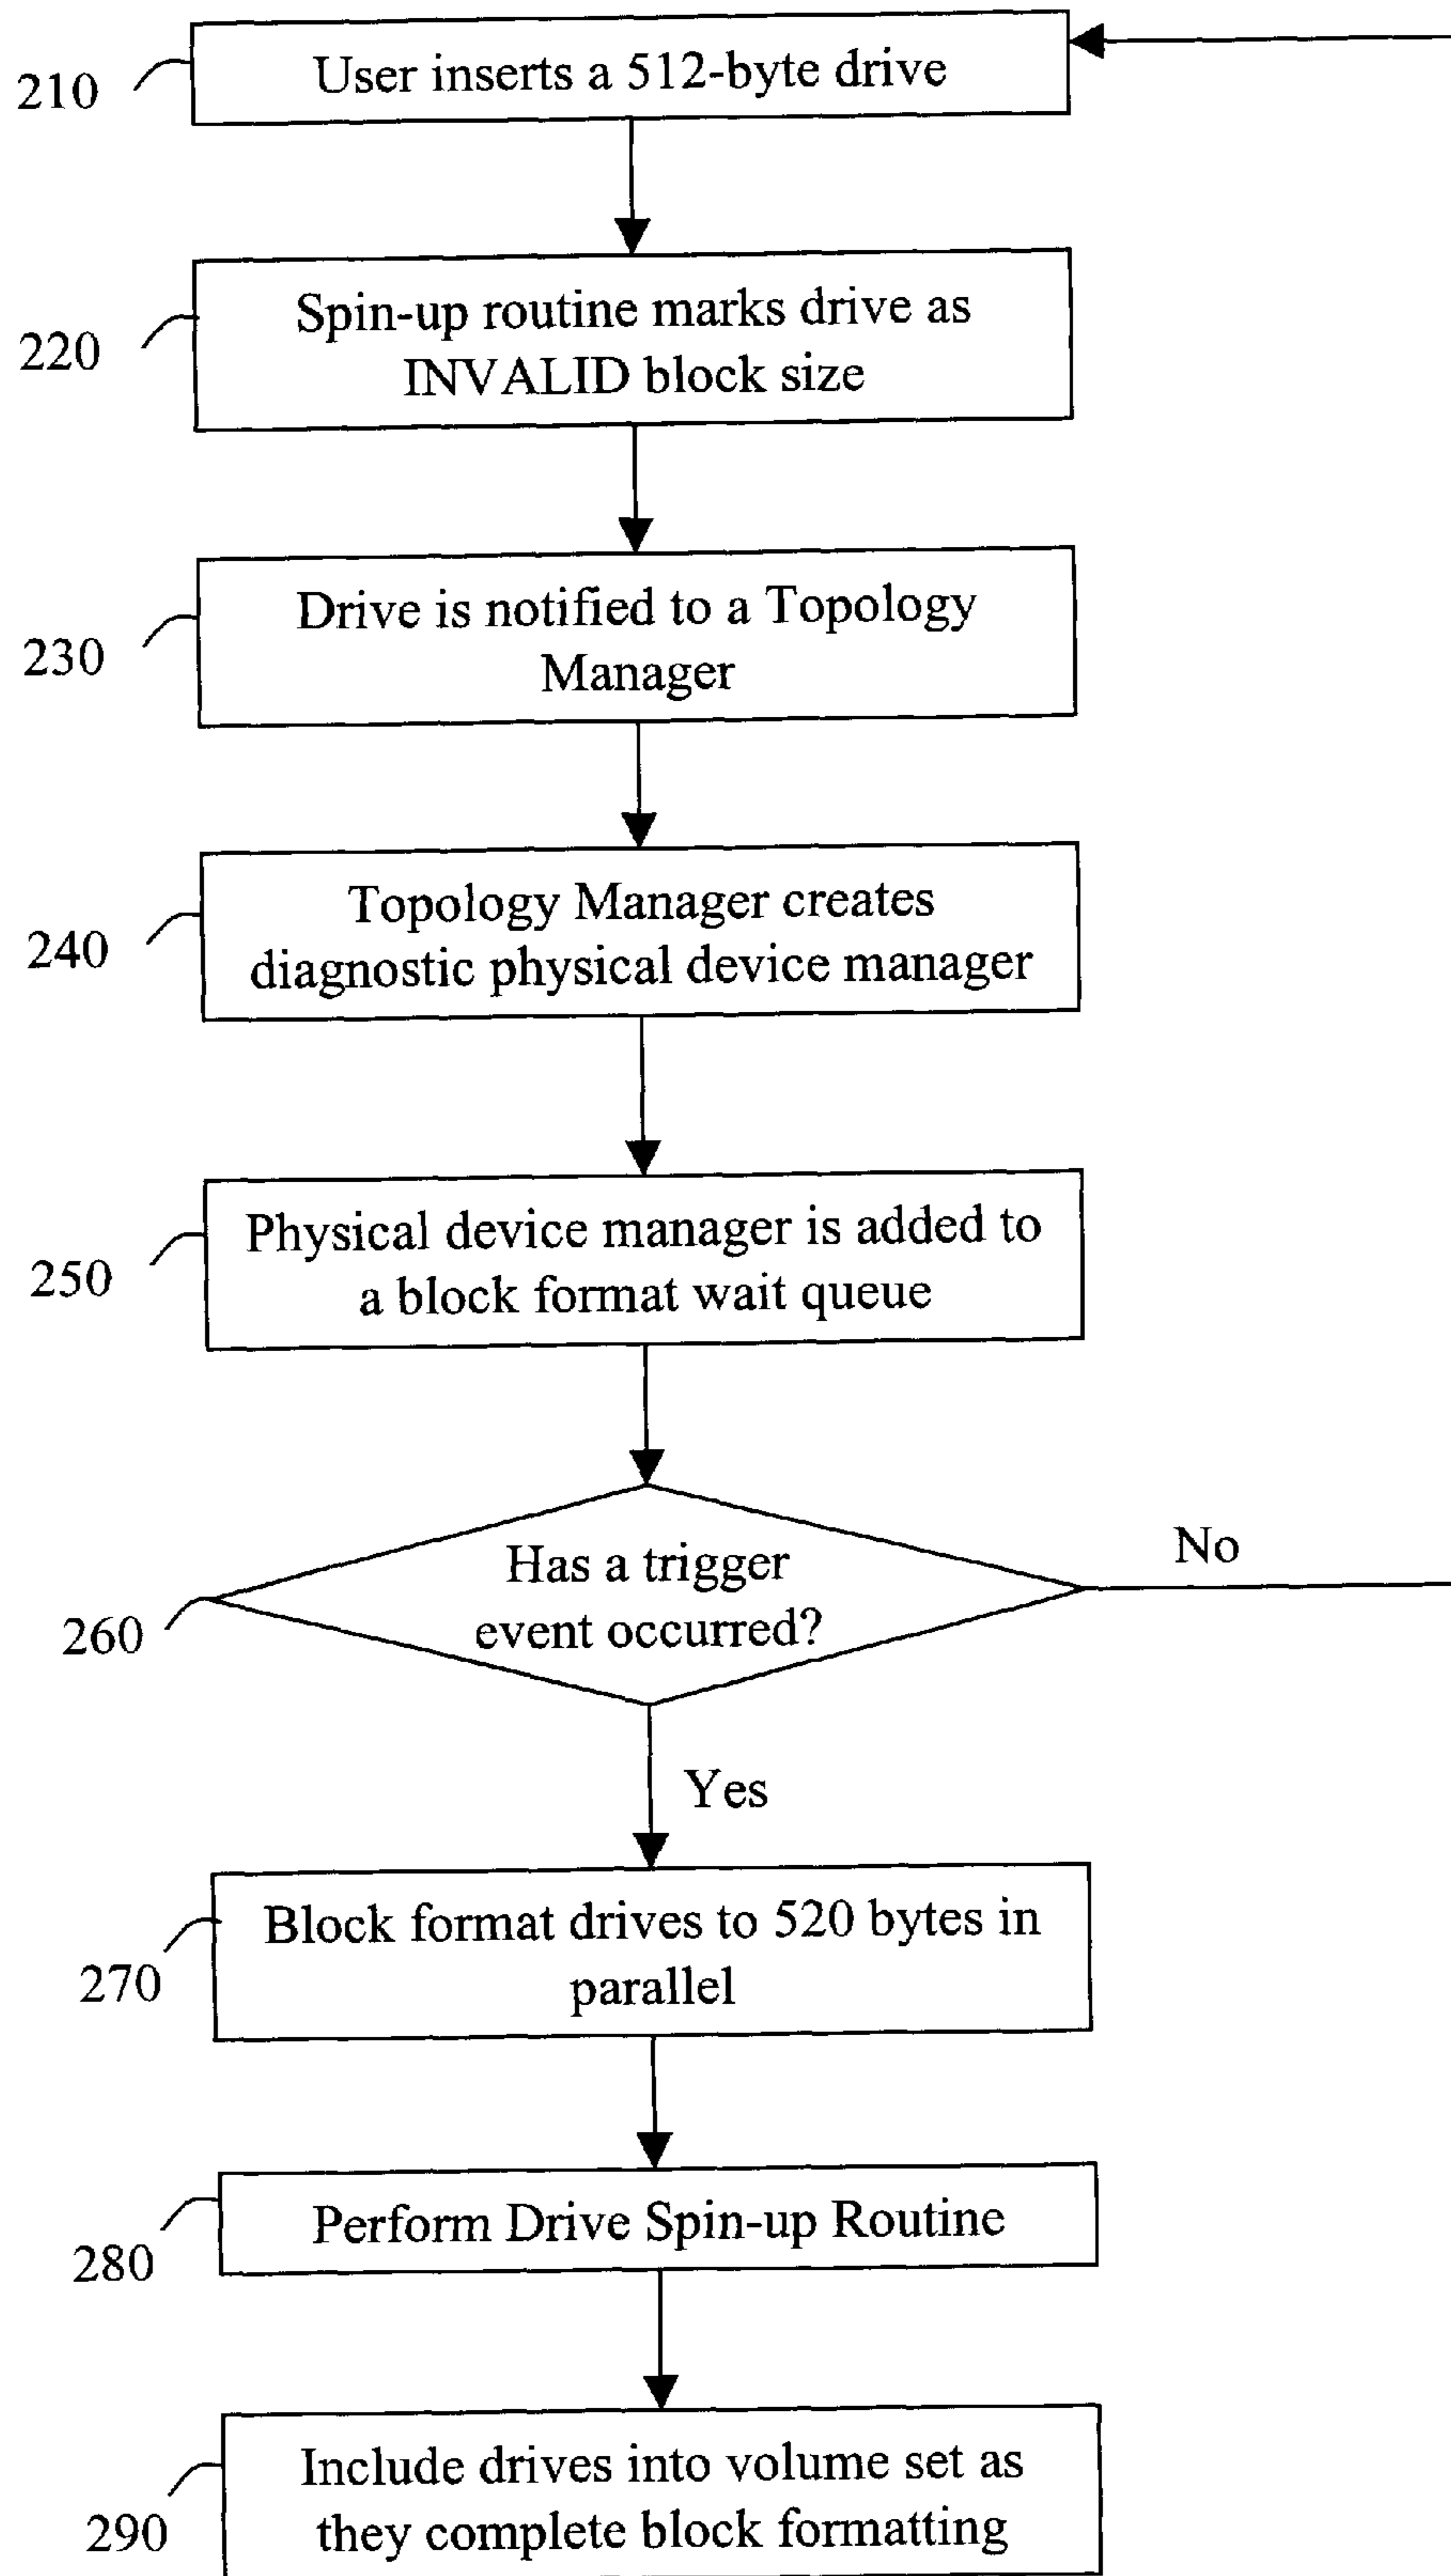 210
User inserts a 512-byte drive
220
Spin-up routine marks drive as
INVALID block size
230
Drive is notified to a Topology
Manager
240
Topology Manager creates
diagnostic physical device manager
250
Physical device manager is added to
a block format wait queue
260
Has a trigger
event occurred?
No
Yes
270
Block format drives to 520 bytes in
parallel
280
Perform Drive Spin-up Routine
290
Include drives into volume set as
they complete block formatting